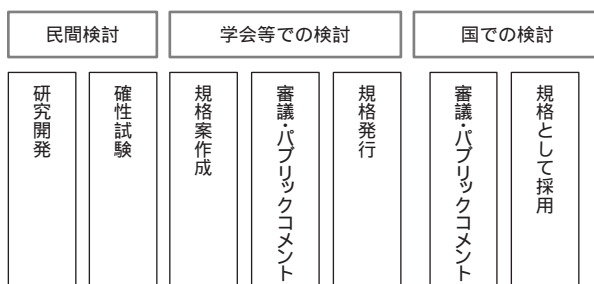 民間検討
学会等での検討
国での検討
研究開発
確性試験
規格案作成
審議・パブリックコメント
規格発行
審議・パブリックコメント
規格として採用